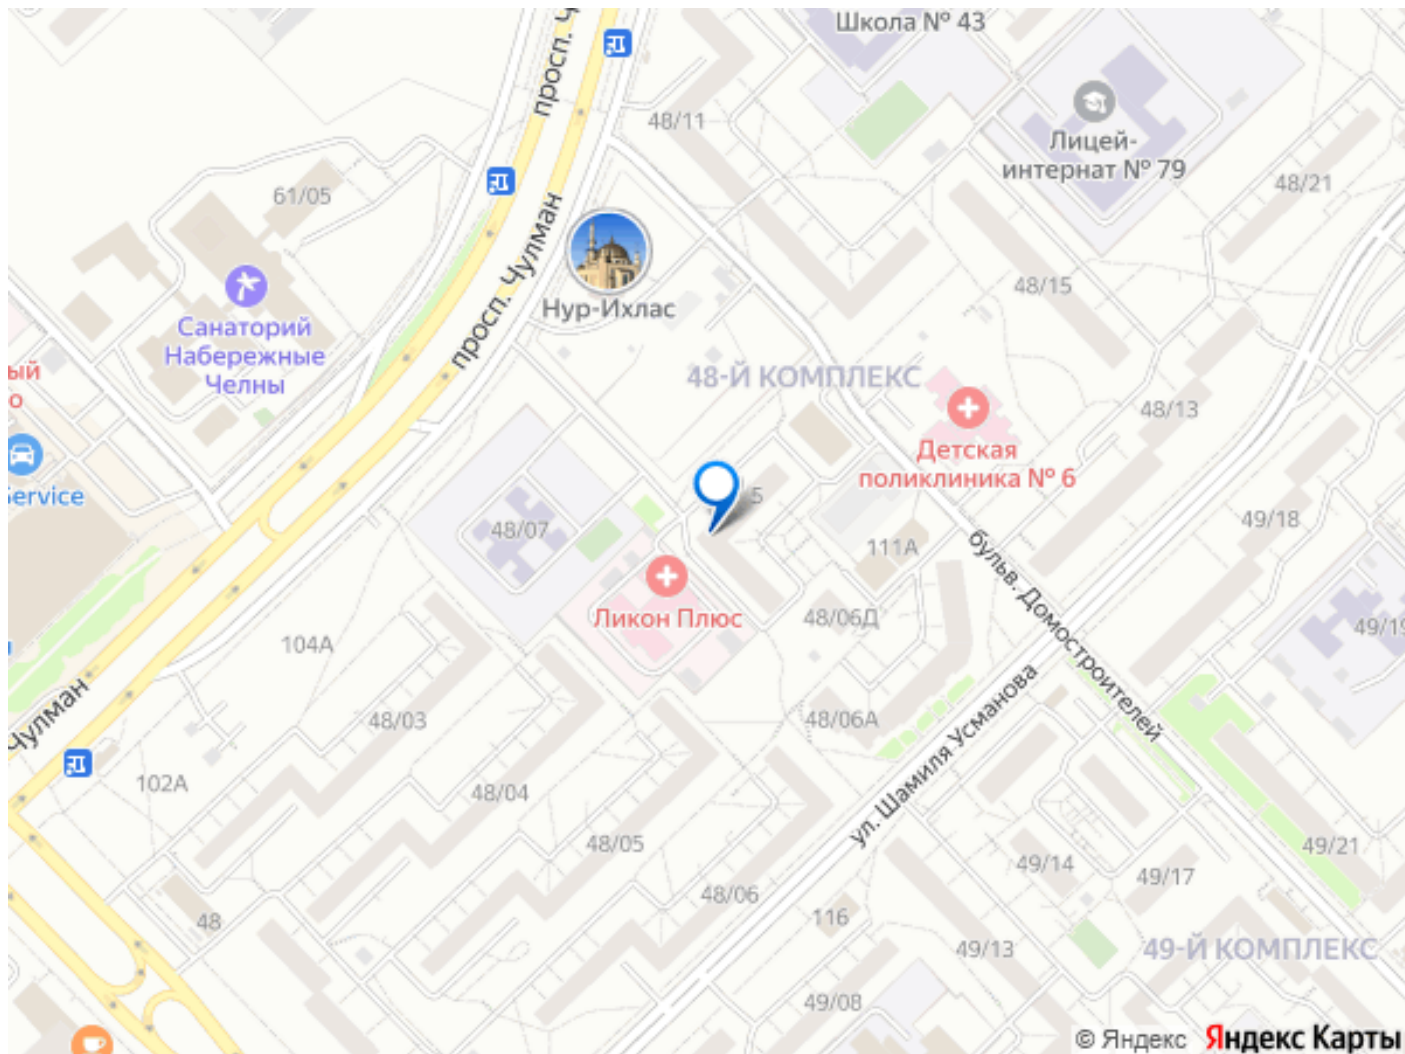 Школа № 43
просп. Ч
48/11
Лицей-
интернат № 79
61/05
48/21
просп. Чулман
48/15
Нур-Ихлас
Санаторий
Набережные
Челны
48-Й КОМПЛЕКС
ый
о
48/13
Детская
поликлиника № 6
Service
5
48/07
49/18
111А
бульв. Домостроителей
Ликон Плюс
48/06Д
49/19
104А
48/03
48/06А
ул. Шамиля Усманова
Чулман
102А
48/04
48/05
49/21
49/14
49/17
48/06
48
116
49/13
49-Й КОМПЛЕКС
49/08
© Яндекс Яндекс Карты